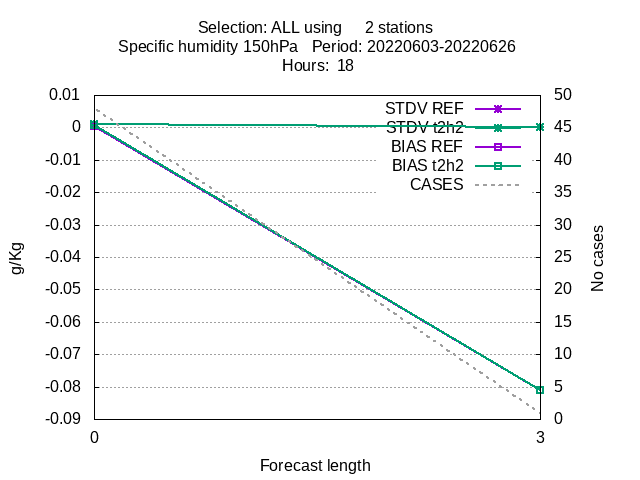 Selection: ALL using 2 stations
Specific humidity 150hPa Period: 20220603-20220626
Hours: 18
0.01
0
-0.01
-0.02
-0.03
-0.04
-0.05
-0.06
-0.07
-0.08
-0.09
g/Kg
STDV REF
STDV t2h2
BIAS REF
BIAS t2h2
CASES
50
45
40
35
30
25
20
15
10
5
0
No cases
0 3
Forecast length